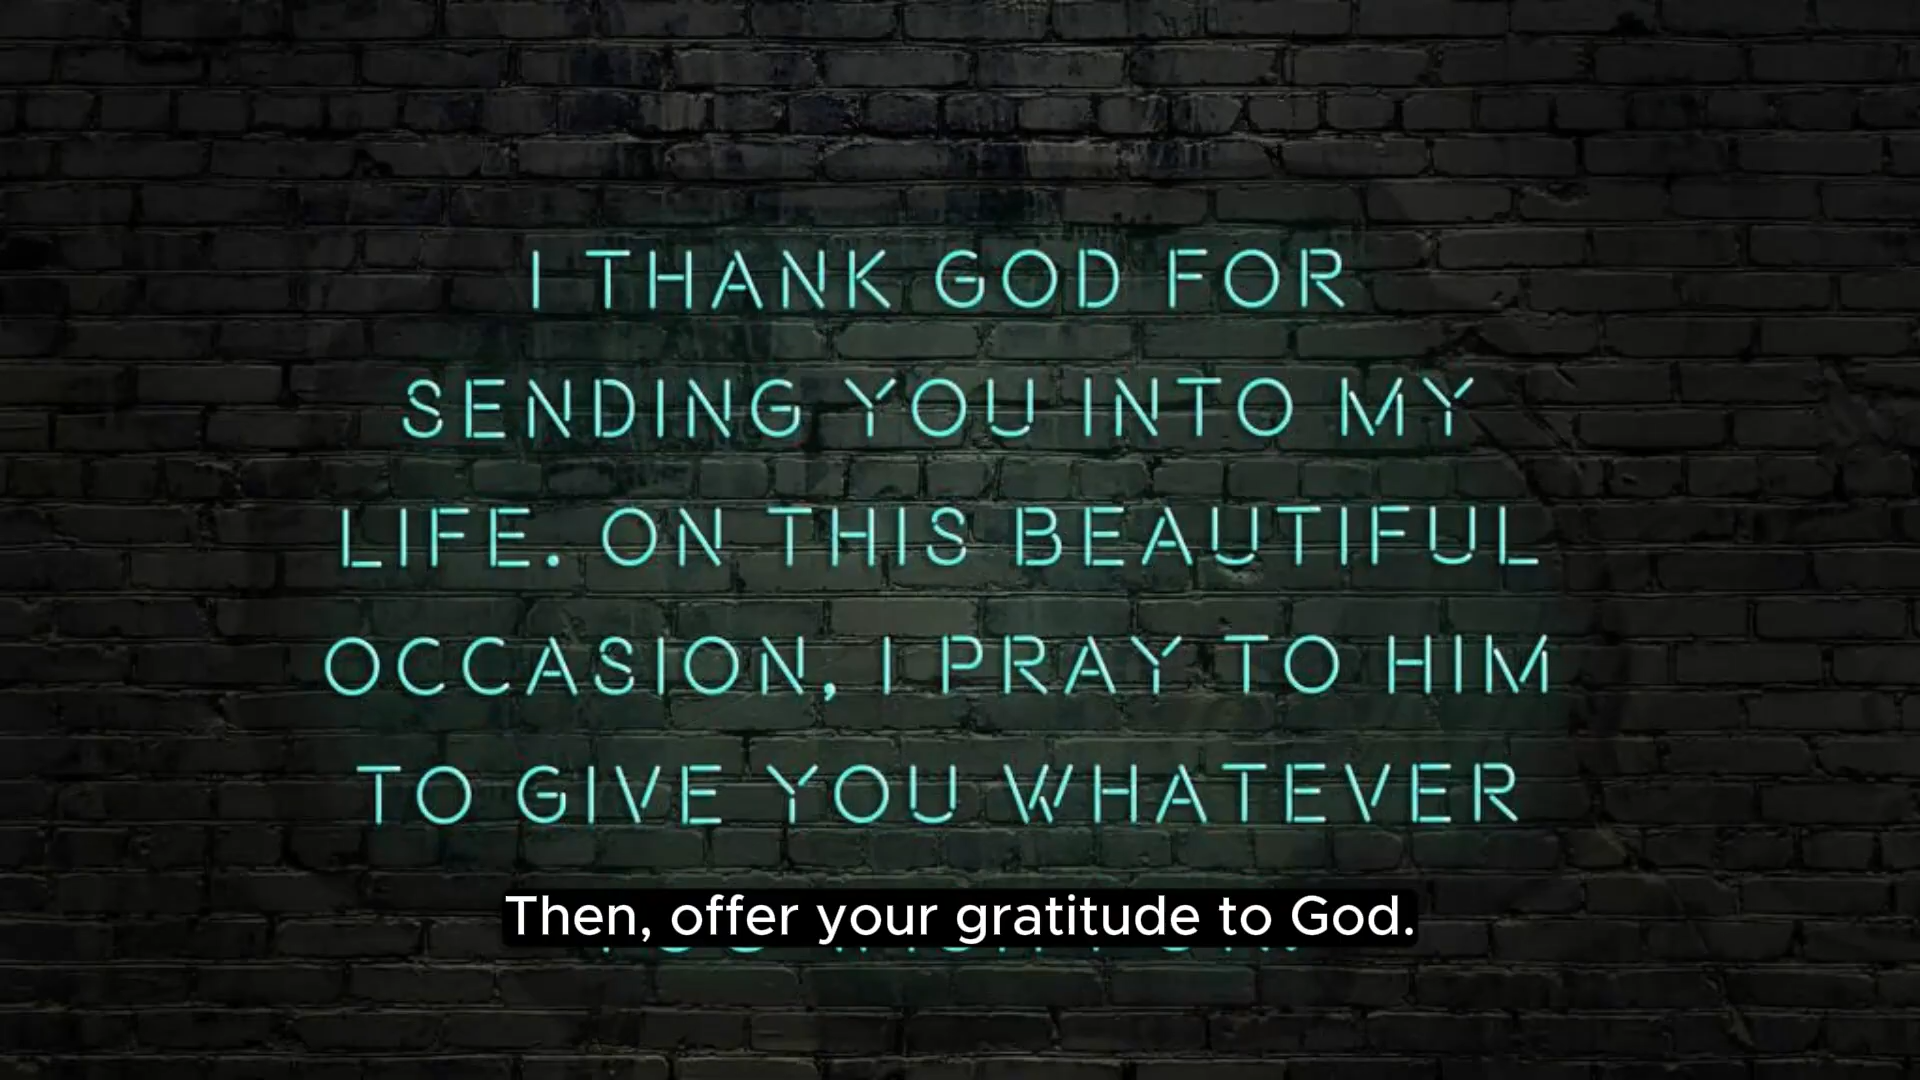 I THANK GOD FOR
SENDING YOU INTO MY
LIFE. ON THIS BEAUTIFUL
OCCASION, I PRAY TO HIM
TO GIVE YOU WHATEVER
Then, offer your gratitude to God.